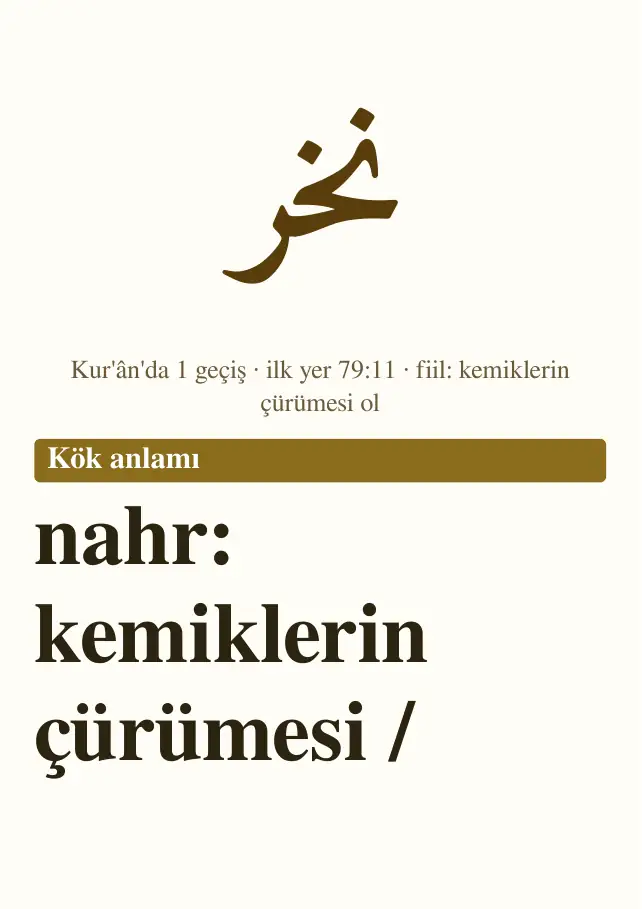 نخر
Kur'ân'da 1 geçiş · ilk yer 79:11 · fiil: kemiklerin
çürümesi ol
Kök anlamı
nahr:
kemiklerin
çürümesi /